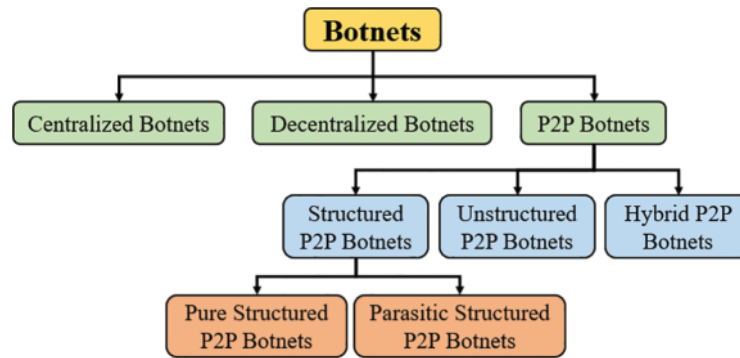 Botnets
Centralized Botnets
Decentralized Botnets
P2P Botnets
Structured
P2P Botnets
Unstructured
P2P Botnets
Hybrid P2P
Botnets
Pure Structured
P2P Botnets
Parasitic Structured
P2P Botnets